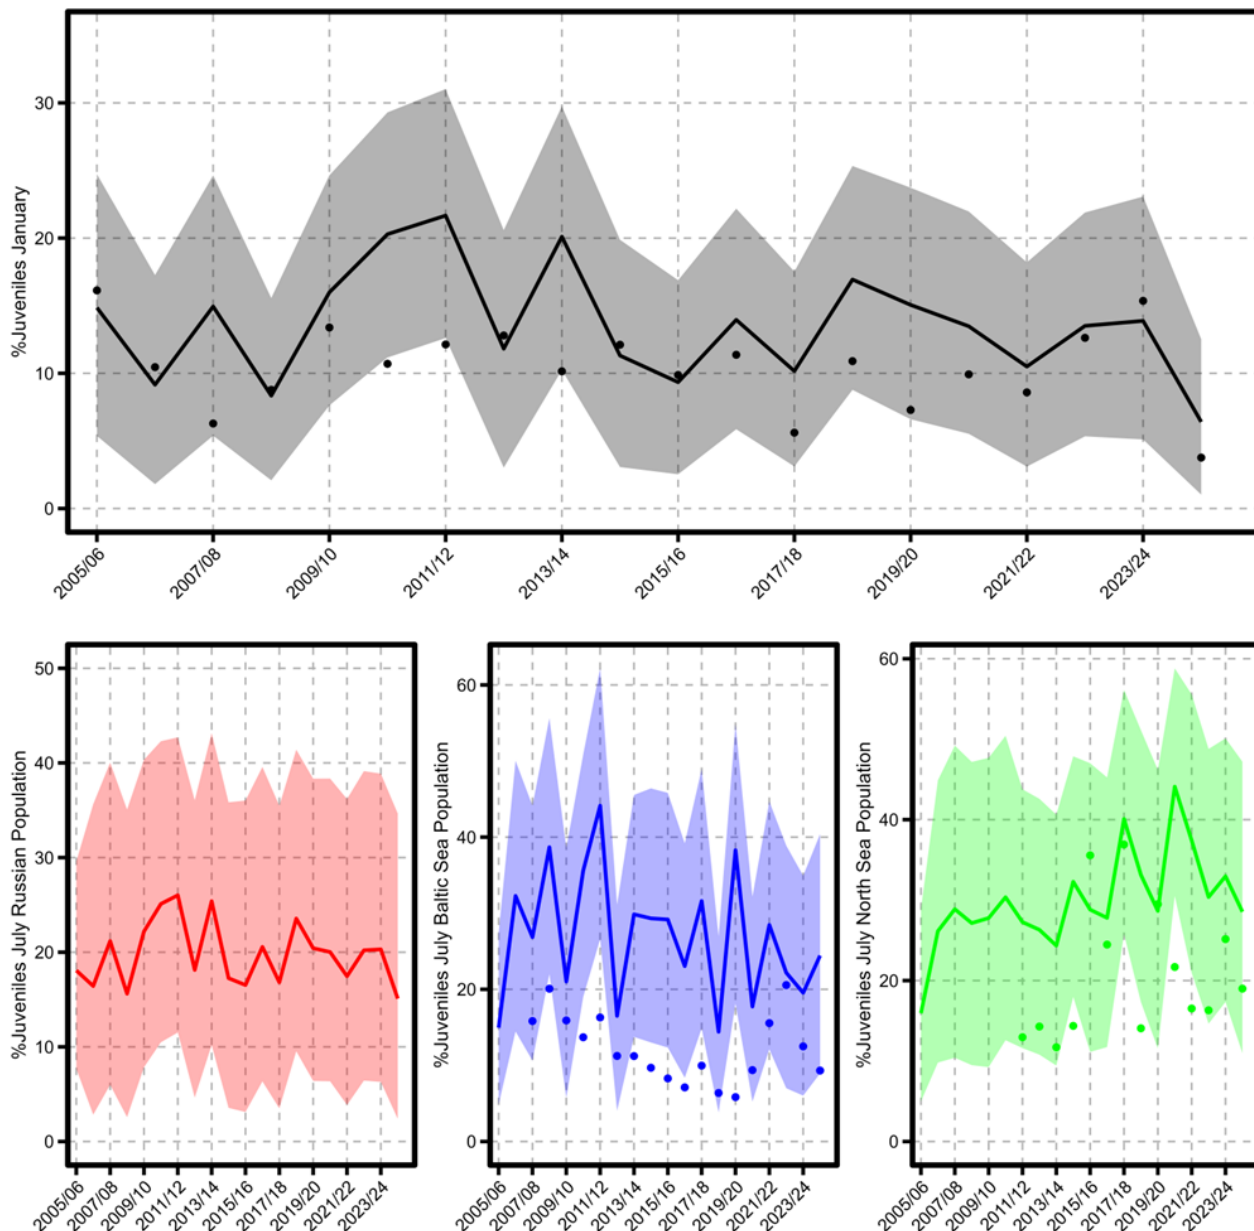 %Juveniles January
30
20
10
0
2005/06 2007/08 2009/10 2011/12 2013/14 2015/16 2017/18 2019/20 2021/22 2023/24
%Juveniles July Russian Population
50
40
30
20
10
0
2005/06 2007/08 2009/10 2011/12 2013/14 2015/16 2017/18 2019/20 2021/22 2023/24
%Juveniles July Baltic Sea Population
60
40
20
0
2005/06 2007/08 2009/10 2011/12 2013/14 2015/16 2017/18 2019/20 2021/22 2023/24
%Juveniles July North Sea Population
60
40
20
0
2005/06 2007/08 2009/10 2011/12 2013/14 2015/16 2017/18 2019/20 2021/22 2023/24